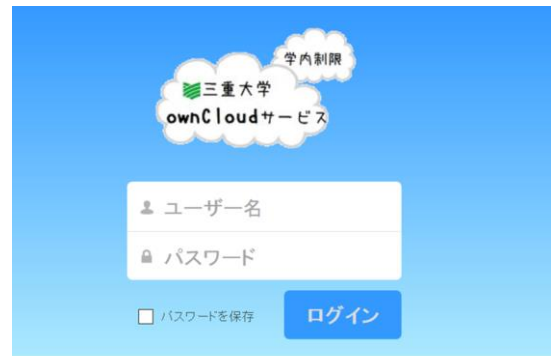 学内制限
三重大学
ownCloudサービス
ユーザー名
パスワード
パスワードを保存
ログイン